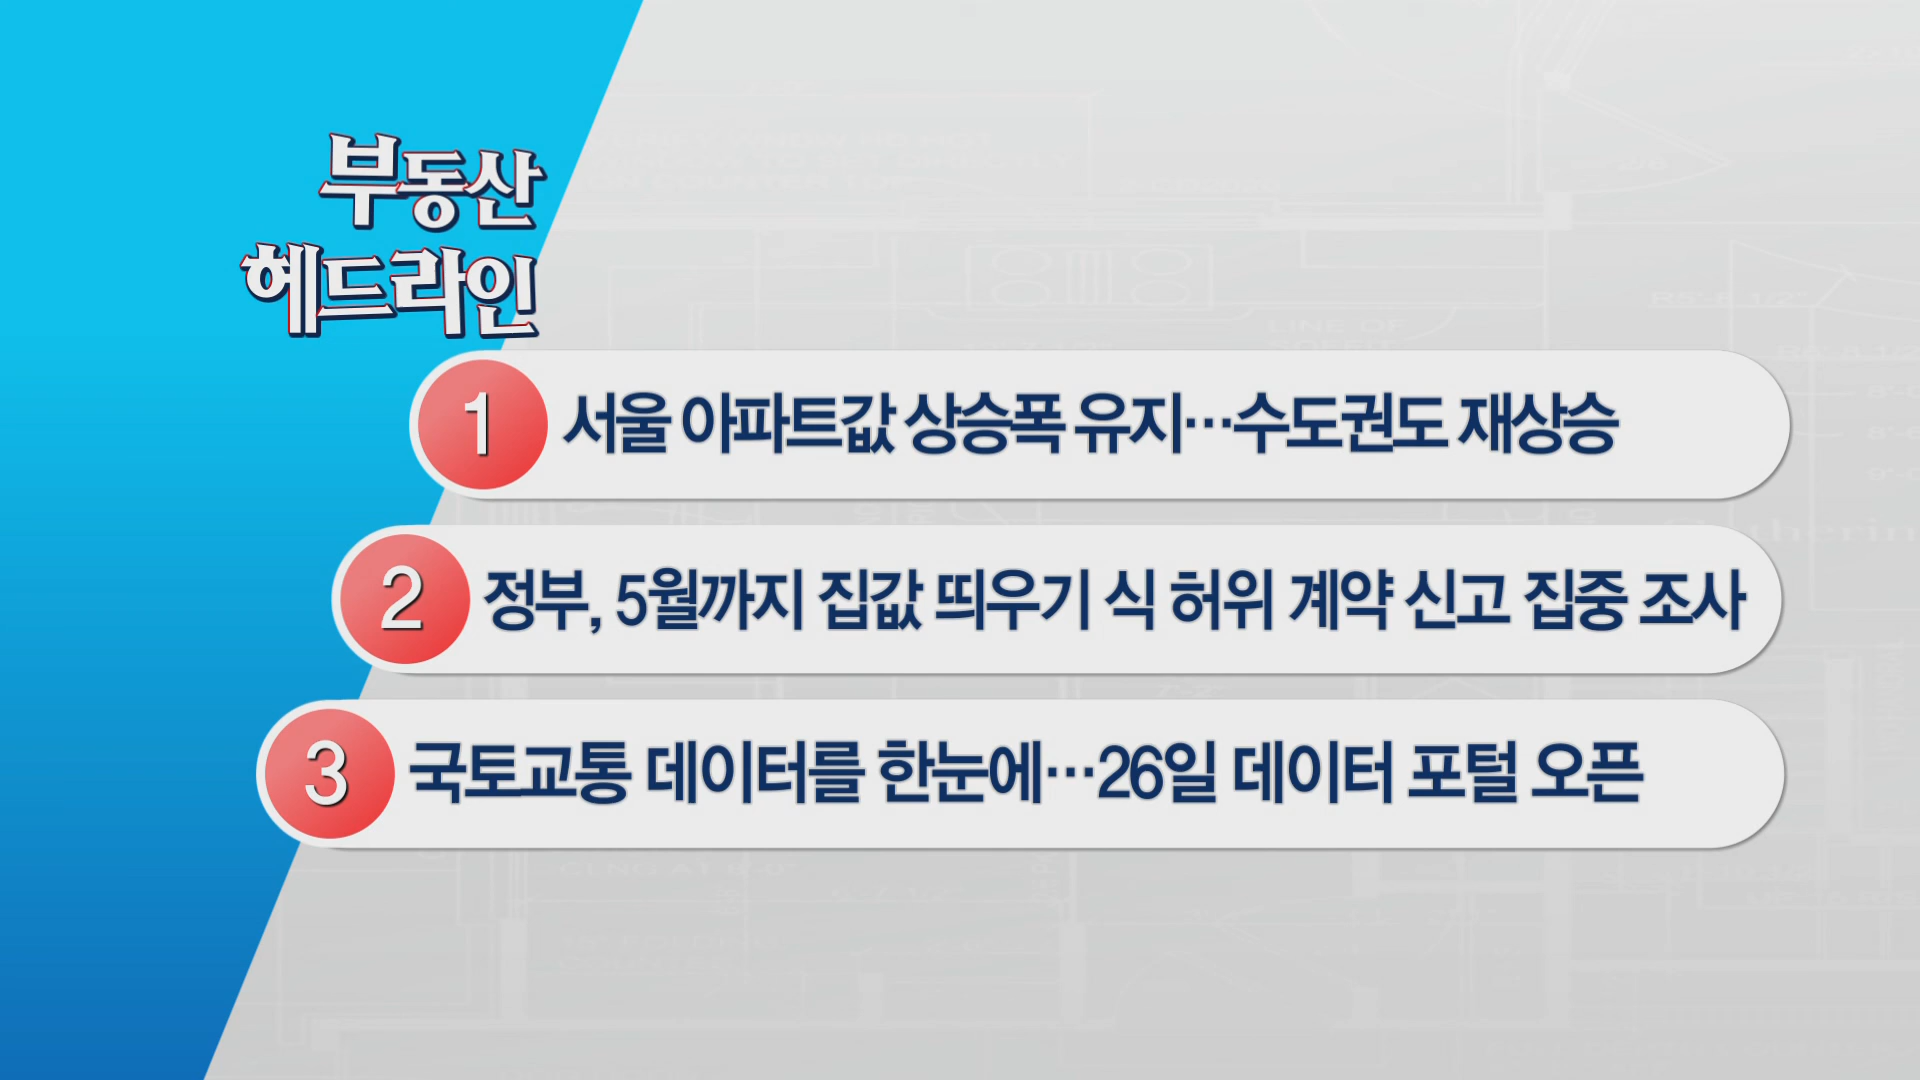 부동산
헤드라인
1 서울 아파트값 상승폭 유지…수도권도 재상승
2 정부, 5월까지 집값 띄우기 식 허위 계약 신고 집중 조사
3 국토교통 데이터를 한눈에…26일 데이터 포털 오픈